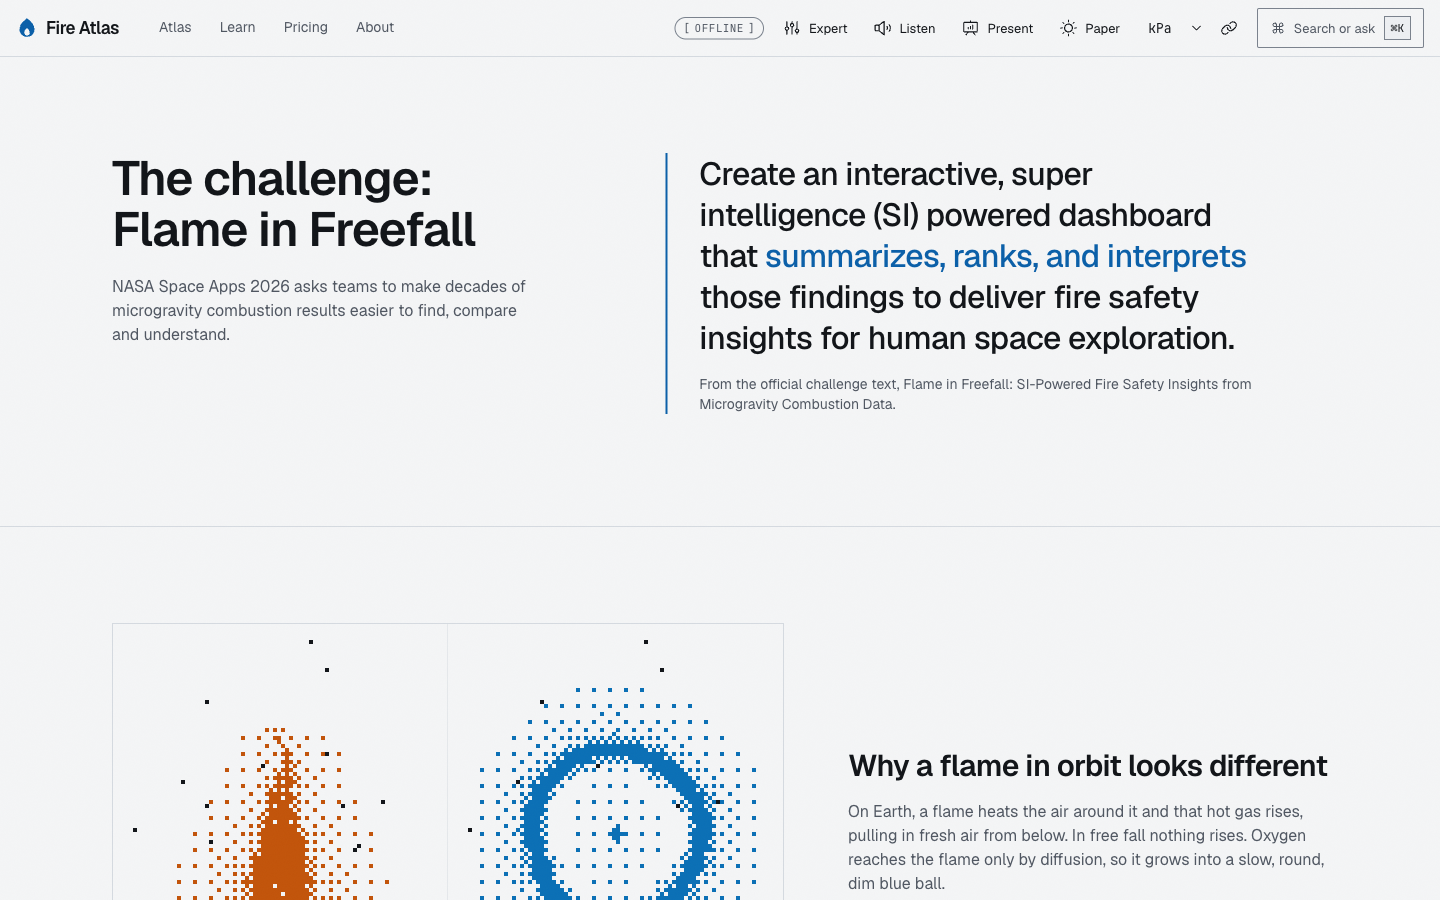 Fire Atlas
Atlas
Learn
Pricing
About
[ OFFLINE ]
Expert
Listen
Present
Paper
kPa
⌘ Search or ask ⌘K
The challenge:
Flame in Freefall
NASA Space Apps 2026 asks teams to make decades of
microgravity combustion results easier to find, compare
and understand.
Create an interactive, super
intelligence (SI) powered dashboard
that summarizes, ranks, and interprets
those findings to deliver fire safety
insights for human space exploration.
From the official challenge text, Flame in Freefall: SI-Powered Fire Safety Insights from
Microgravity Combustion Data.
Why a flame in orbit looks different
On Earth, a flame heats the air around it and that hot gas rises,
pulling in fresh air from below. In free fall nothing rises. Oxygen
reaches the flame only by diffusion, so it grows into a slow, round,
dim blue ball.